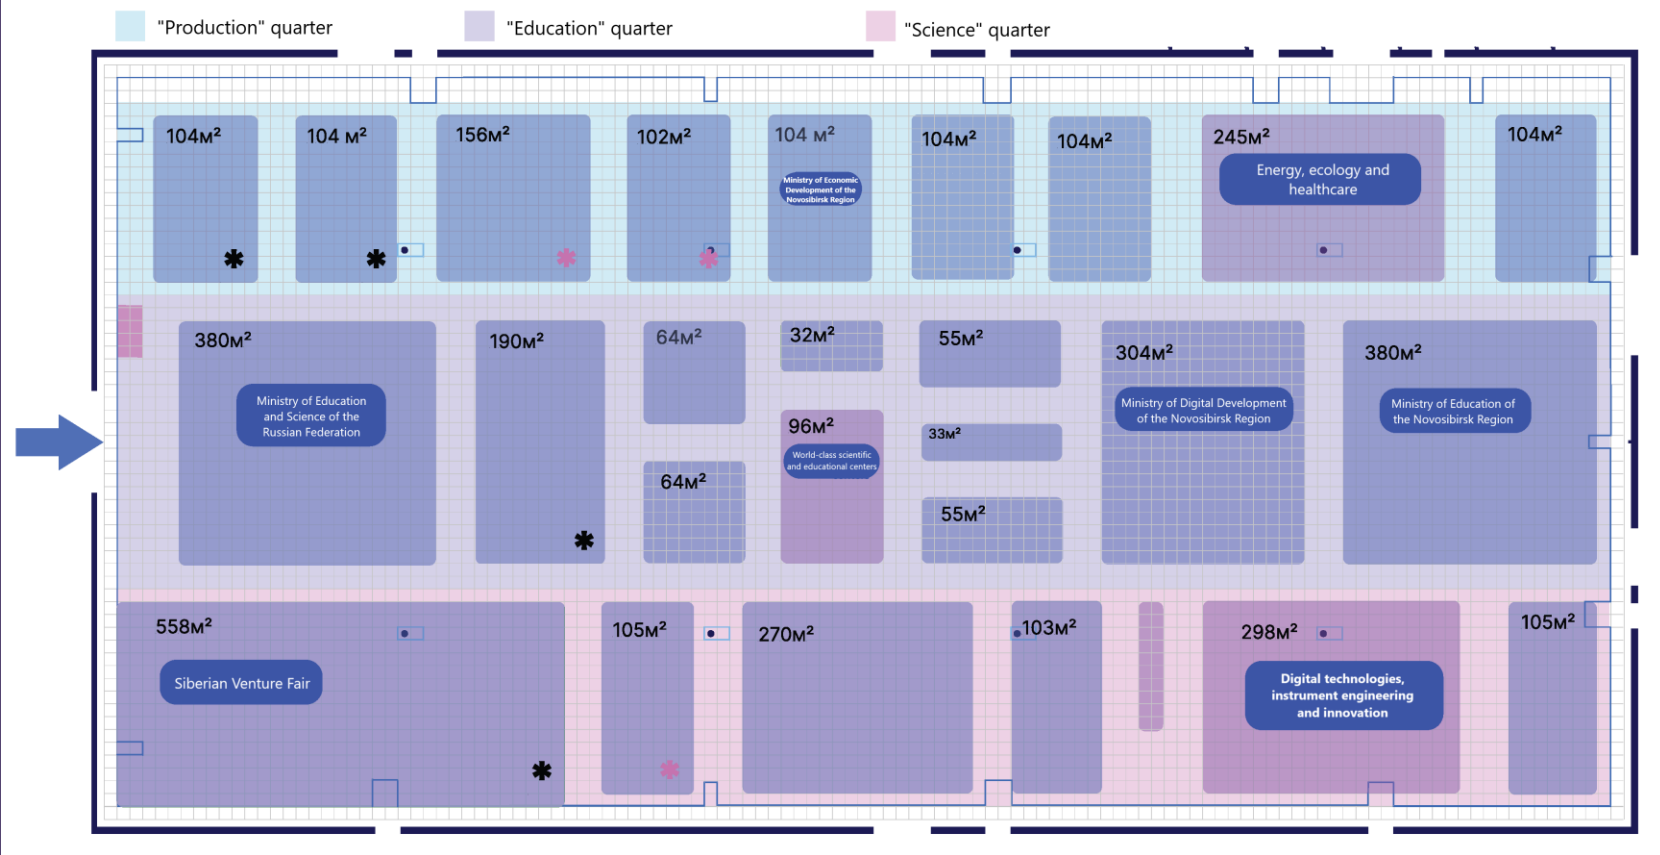 "Production" quarter
"Education" quarter
"Science" quarter
104м²
104 м²
156м²
102м²
104 м²
Ministry of Economic
Development of the
Novosibirsk Region
104м²
104м²
245м²
Energy, ecology and
healthcare
104м²
*
*
*
*
380м²
Ministry of Education
and Science of the
Russian Federation
190м²
*
64м²
64м²
32м²
96м²
World-class scientific
and educational centers
55м²
33м²
55м²
304м²
Ministry of Digital Development
of the Novosibirsk Region
380м²
Ministry of Education of
the Novosibirsk Region
558м²
Siberian Venture Fair
*
105м²
*
270м²
103м²
298м²
Digital technologies,
instrument engineering
and innovation
105м²